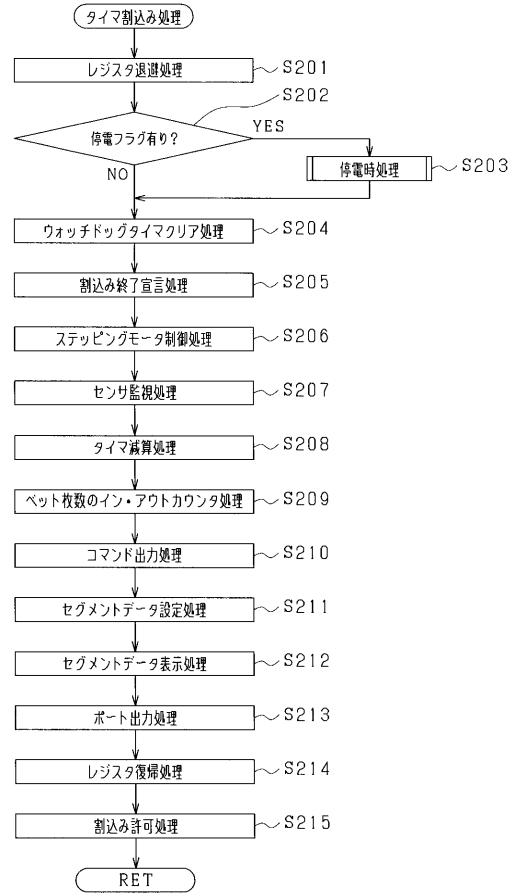 タイマ割込み処理
レジスタ退避処理
S201
S202
停電フラグ有り?
YES
停電時処理
S203
NO
ウォッチドッグタイマクリア処理
S204
割込み終了宣言処理
S205
ステッピングモータ制御処理
S206
センサ監視処理
S207
タイマ減算処理
S208
ベット枚数のイン・アウトカウンタ処理
S209
コマンド出力処理
S210
セグメントデータ設定処理
S211
セグメントデータ表示処理
S212
ポート出力処理
S213
レジスタ復帰処理
S214
割込み許可処理
S215
RET